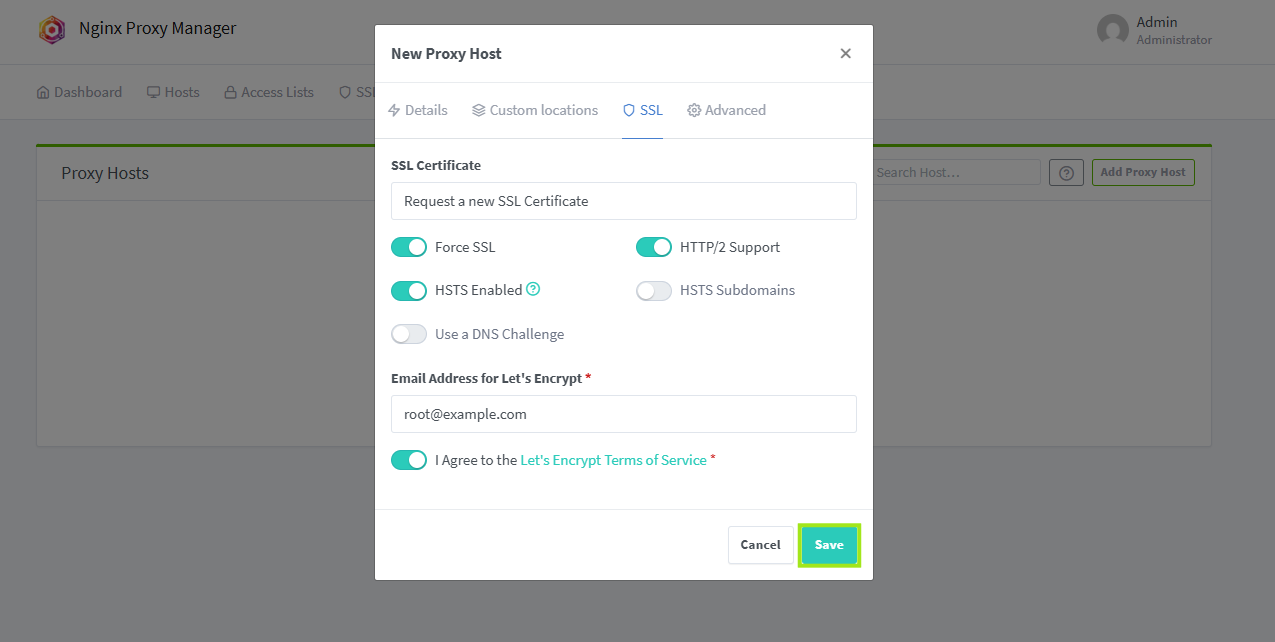 Nginx Proxy Manager
Admin
Administrator
Dashboard
Hosts
Access Lists
SSL
Proxy Hosts
Search Host...
Add Proxy Host
New Proxy Host
Details
Custom locations
SSL
Advanced
SSL Certificate
Request a new SSL Certificate
Force SSL
HTTP/2 Support
HSTS Enabled
HSTS Subdomains
Use a DNS Challenge
Email Address for Let's Encrypt *
root@example.com
I Agree to the Let's Encrypt Terms of Service *
Cancel
Save